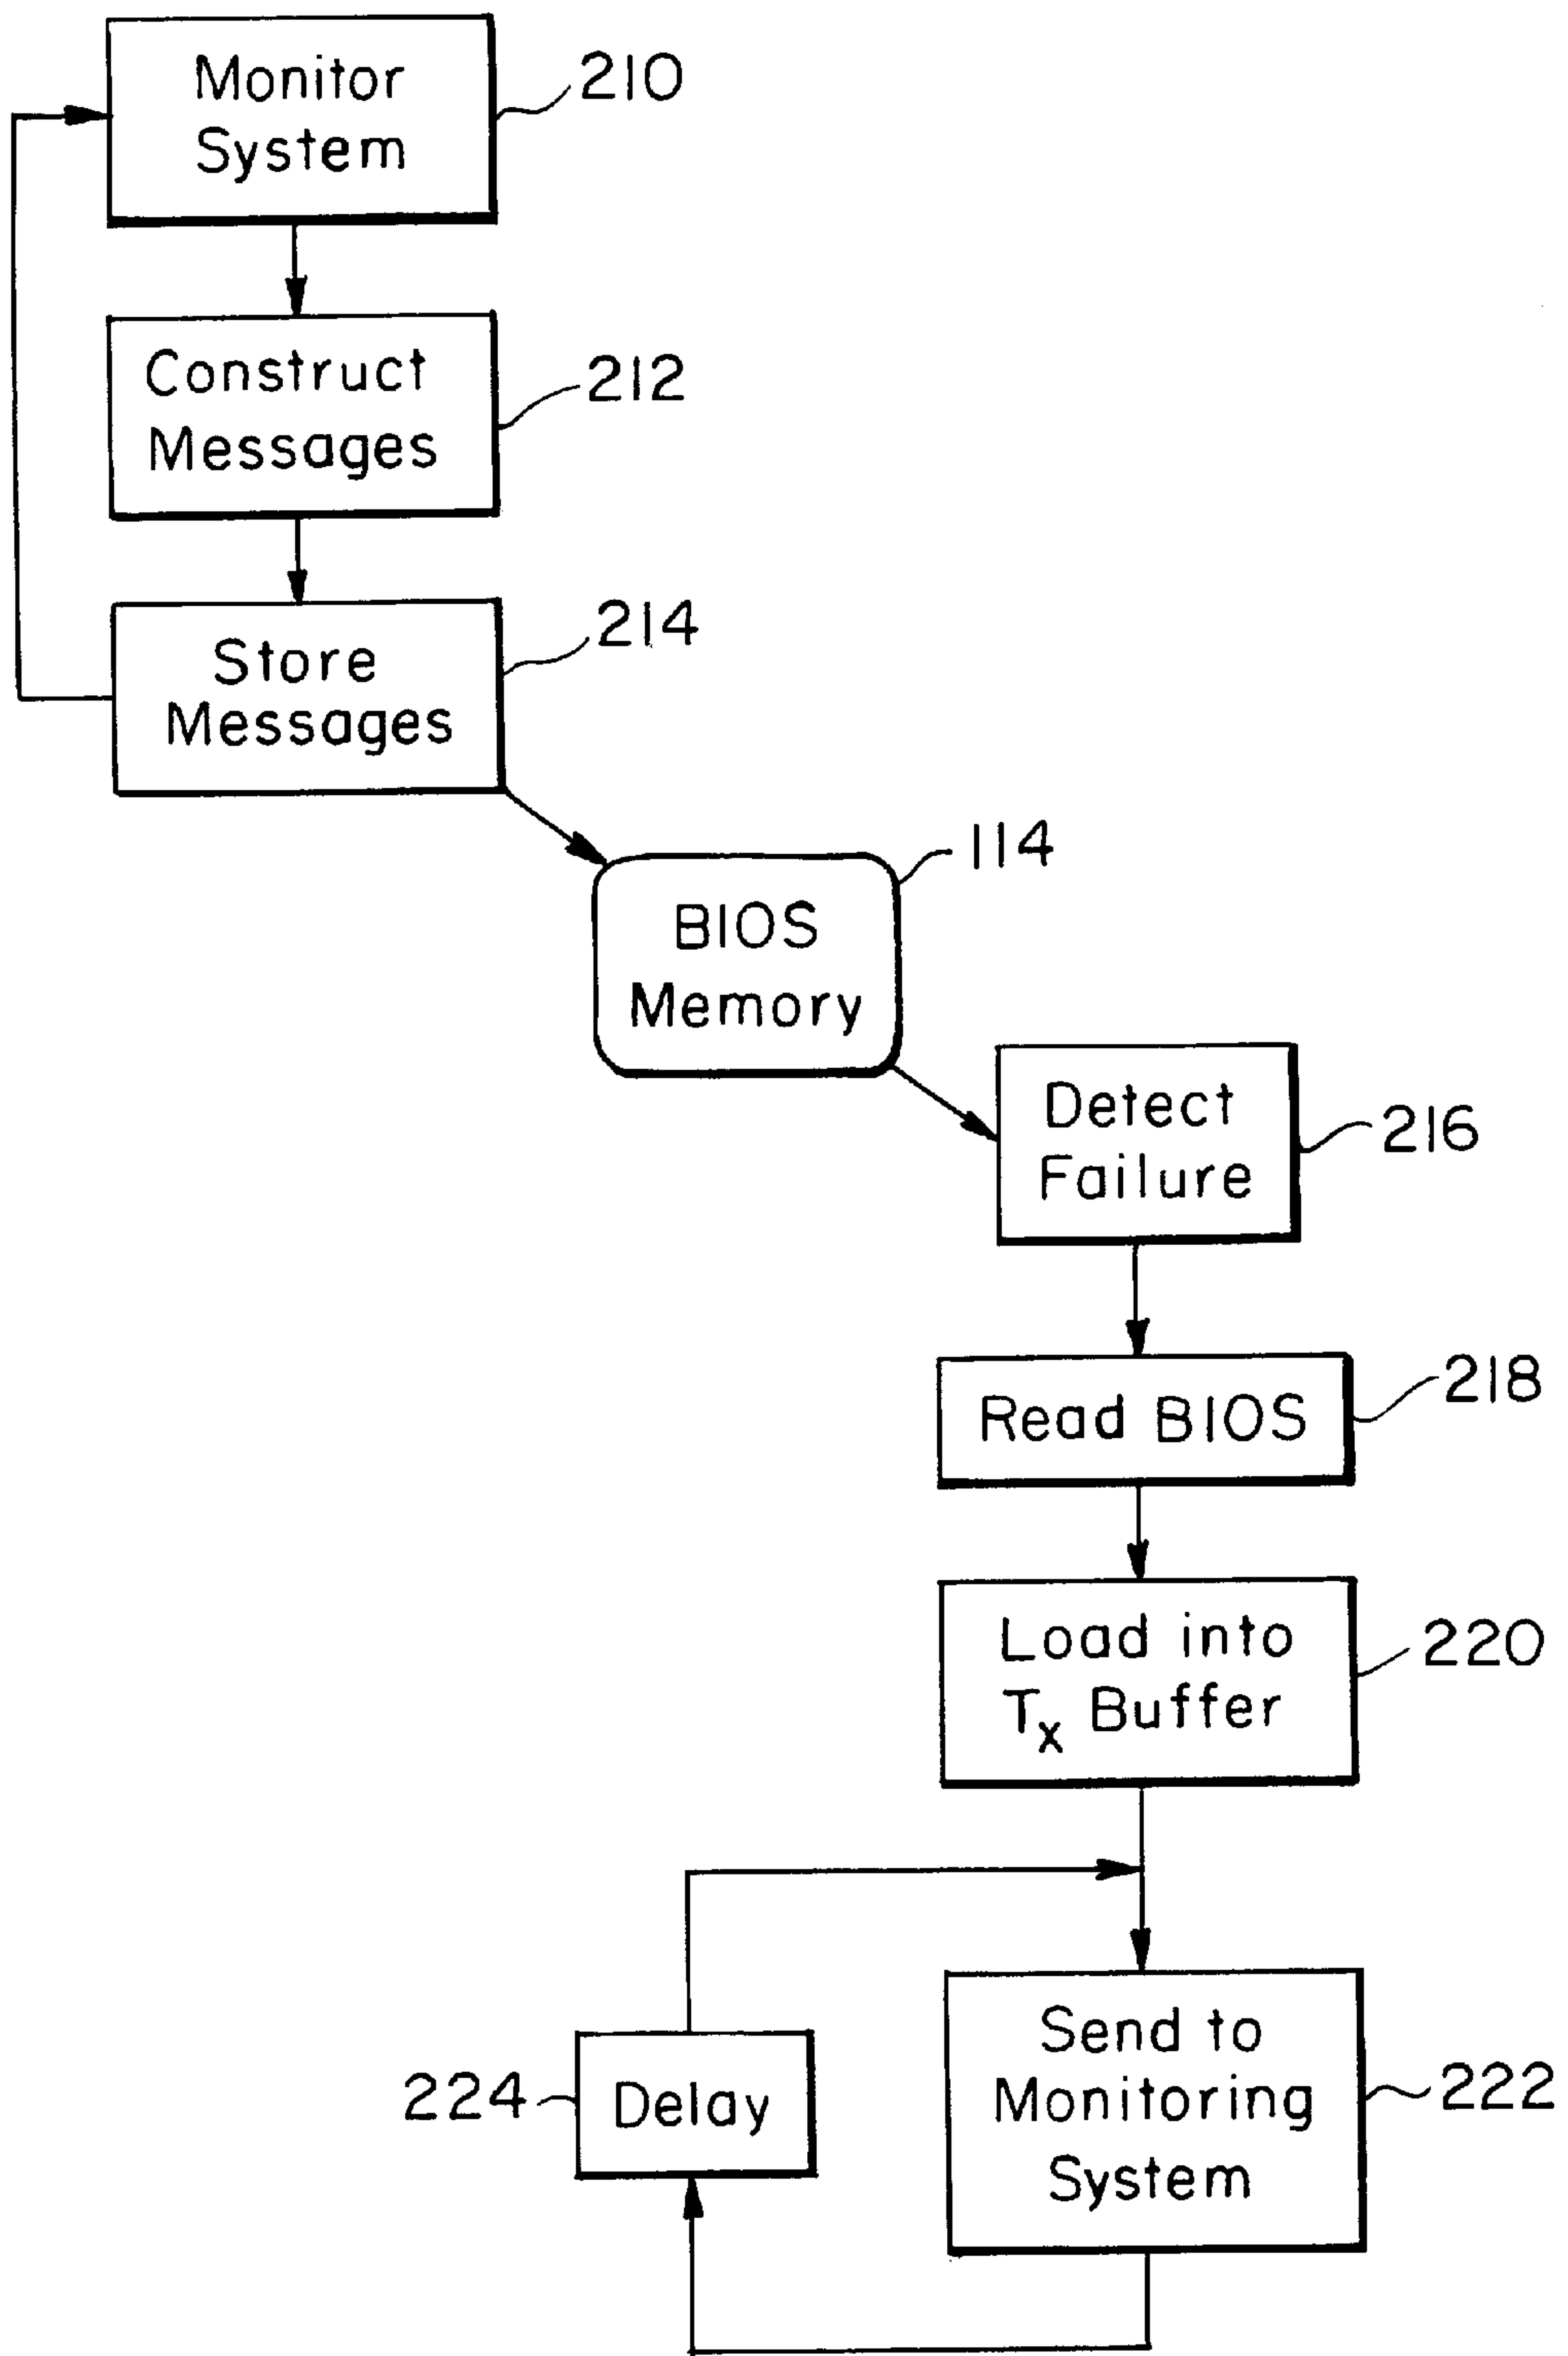 Monitor
System
210
Construct
Messages
212
Store
Messages
214
BIOS
Memory
114
Detect
Failure
216
Read BIOS
218
Load into
Tx Buffer
220
Send to
Monitoring
System
222
224
Delay